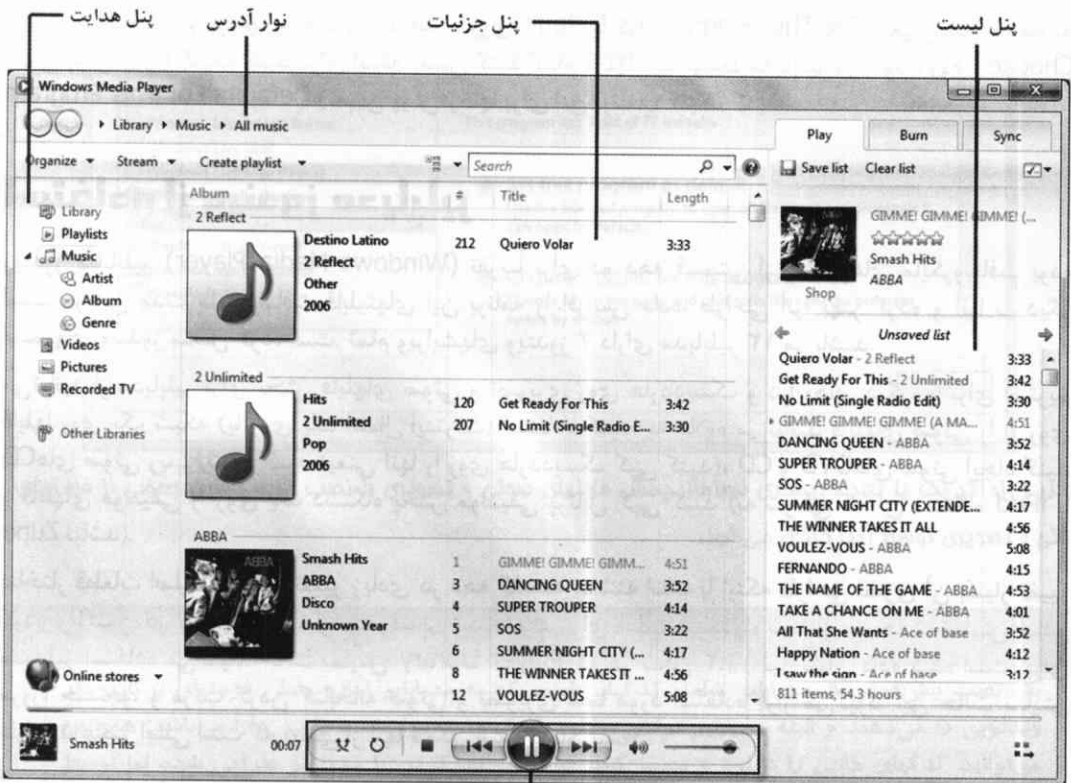 پنل هدایت
نوار آدرس
پنل جزئیات
پنل لیست
Windows Media Player
Library ▸ Music ▸ All music
Play
Burn
Sync
Organize
Stream
Create playlist
Search
Save list
Clear list
Library
Playlists
Music
Artist
Album
Genre
Videos
Pictures
Recorded TV
Other Libraries
Online stores
Album # Title Length
2 Reflect
Destino Latino 212 Quiero Volar 3:33
2 Reflect
Other
2006
2 Unlimited
Hits 120 Get Ready For This 3:42
2 Unlimited 207 No Limit (Single Radio E... 3:30
Pop
2006
ABBA
Smash Hits 1 GIMME! GIMME! GIMM... 4:51
ABBA 3 DANCING QUEEN 3:52
Disco 4 SUPER TROUPER 4:14
Unknown Year 5 SOS 3:22
6 SUMMER NIGHT CITY (... 4:17
8 THE WINNER TAKES IT ... 4:56
12 VOULEZ-VOUS 5:08
GIMME! GIMME! GIMME! (...
Smash Hits
ABBA
Shop
Unsaved list
Quiero Volar - 2 Reflect 3:33
Get Ready For This - 2 Unlimited 3:42
No Limit (Single Radio Edit) 3:30
GIMME! GIMME! GIMME! (A MA... 4:51
DANCING QUEEN - ABBA 3:52
SUPER TROUPER - ABBA 4:14
SOS - ABBA 3:22
SUMMER NIGHT CITY (EXTENDE... 4:17
THE WINNER TAKES IT ALL 4:56
VOULEZ-VOUS - ABBA 5:08
FERNANDO - ABBA 4:15
THE NAME OF THE GAME - ABBA 4:53
TAKE A CHANCE ON ME - ABBA 4:01
All That She Wants - Ace of base 3:52
Happy Nation - Ace of base 4:12
I saw the sign - Ace of base 3:12
811 items, 54.3 hours
Smash Hits
00:07